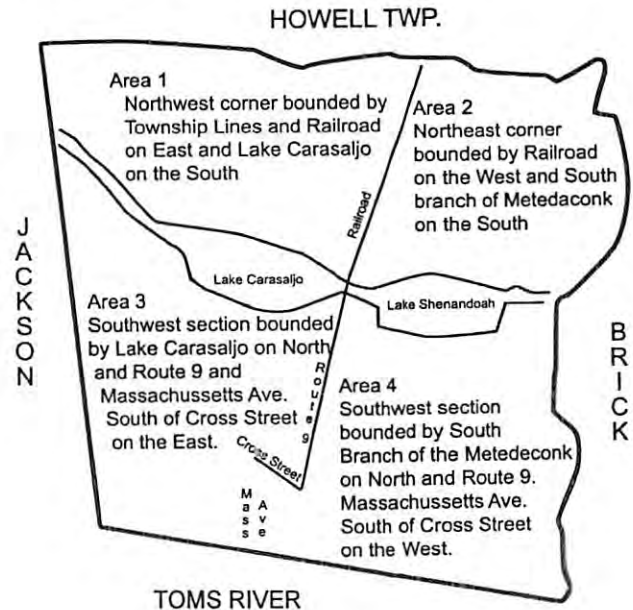 HOWELL TWP.
Area 1
Northwest corner bounded by
Township Lines and Railroad
on East and Lake Carasaljo
on the South
Area 2
Northeast corner
bounded by Railroad
on the West and South
branch of Metedaconk
on the South
Railroad
JACKSON
Lake Carasaljo
Lake Shenandoah
Area 3
Southwest section bounded
by Lake Carasaljo on North
and Route 9 and
Massachussetts Ave.
South of Cross Street
on the East.
Route 9
BRICK
Area 4
Southwest section
bounded by South
Branch of the Metedeconk
on North and Route 9.
Massachussetts Ave.
South of Cross Street
on the West.
Cross Street
Mass
Ave
TOMS RIVER